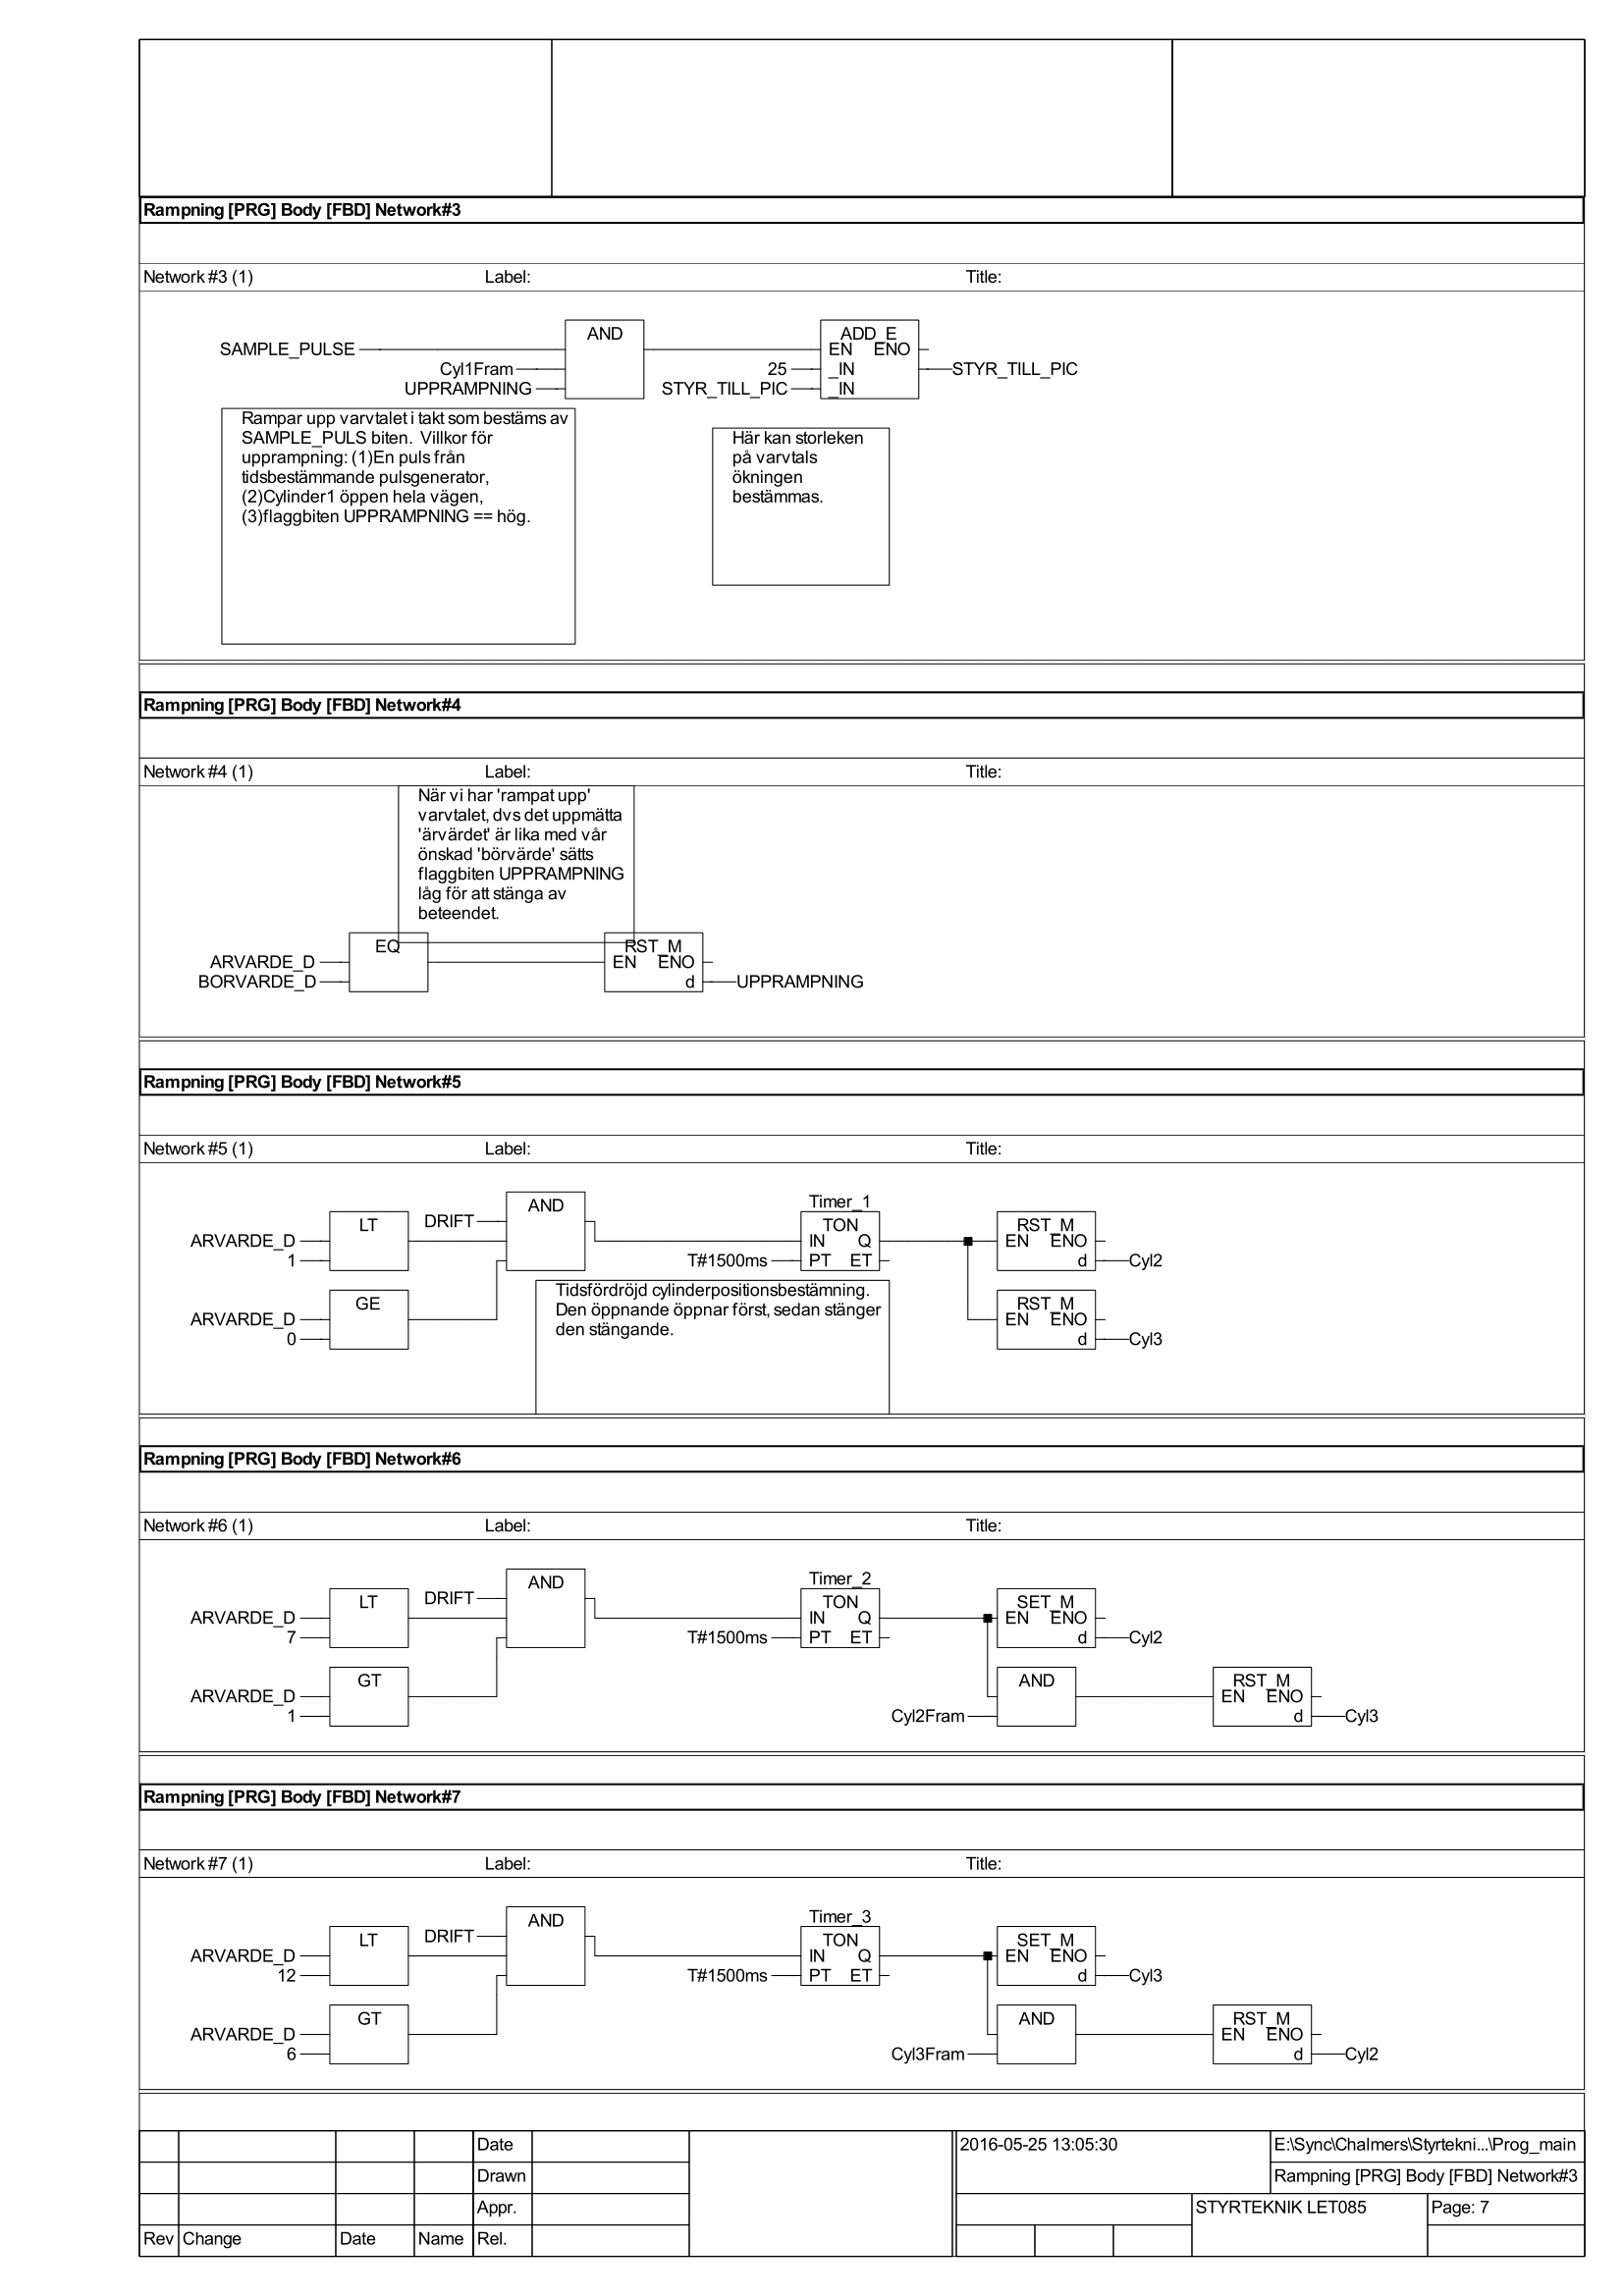 Rampning [PRG] Body [FBD] Network#3
Network #3 (1) Label: Title:
AND
ADD_E
SAMPLE_PULSE
EN ENO
Cyl1Fram
25
_IN
STYR_TILL_PIC
UPPRAMPNING
STYR_TILL_PIC
_IN
Rampar upp varvtalet i takt som bestäms av
SAMPLE_PULS biten. Villkor för
upprampning: (1)En puls från
tidsbestämmande pulsgenerator,
(2)Cylinder1 öppen hela vägen,
(3)flaggbiten UPPRAMPNING == hög.
Här kan storleken
på varvtals
ökningen
bestämmas.
Rampning [PRG] Body [FBD] Network#4
Network #4 (1) Label: Title:
När vi har 'rampat upp'
varvtalet, dvs det uppmätta
'ärvärdet' är lika med vår
önskad 'börvärde' sätts
flaggbiten UPPRAMPNING
låg för att stänga av
beteendet.
EQ
RST_M
ARVARDE_D
EN ENO
BORVARDE_D
d
UPPRAMPNING
Rampning [PRG] Body [FBD] Network#5
Network #5 (1) Label: Title:
Timer_1
AND
LT
DRIFT
TON
RST_M
ARVARDE_D
IN Q
EN ENO
1
T#1500ms
PT ET
d
Cyl2
GE
RST_M
ARVARDE_D
EN ENO
0
d
Cyl3
Tidsfördröjd cylinderpositionsbestämning.
Den öppnande öppnar först, sedan stänger
den stängande.
Rampning [PRG] Body [FBD] Network#6
Network #6 (1) Label: Title:
Timer_2
AND
LT
DRIFT
TON
SET_M
ARVARDE_D
IN Q
EN ENO
7
T#1500ms
PT ET
d
Cyl2
GT
AND
RST_M
ARVARDE_D
EN ENO
1
Cyl2Fram
d
Cyl3
Rampning [PRG] Body [FBD] Network#7
Network #7 (1) Label: Title:
Timer_3
AND
LT
DRIFT
TON
SET_M
ARVARDE_D
IN Q
EN ENO
12
T#1500ms
PT ET
d
Cyl3
GT
AND
RST_M
ARVARDE_D
EN ENO
6
Cyl3Fram
d
Cyl2
Date
2016-05-25 13:05:30
E:\Sync\Chalmers\Styrtekni...\Prog_main
Drawn
Rampning [PRG] Body [FBD] Network#3
Appr.
STYRTEKNIK LET085
Page: 7
Rev Change Date Name Rel.